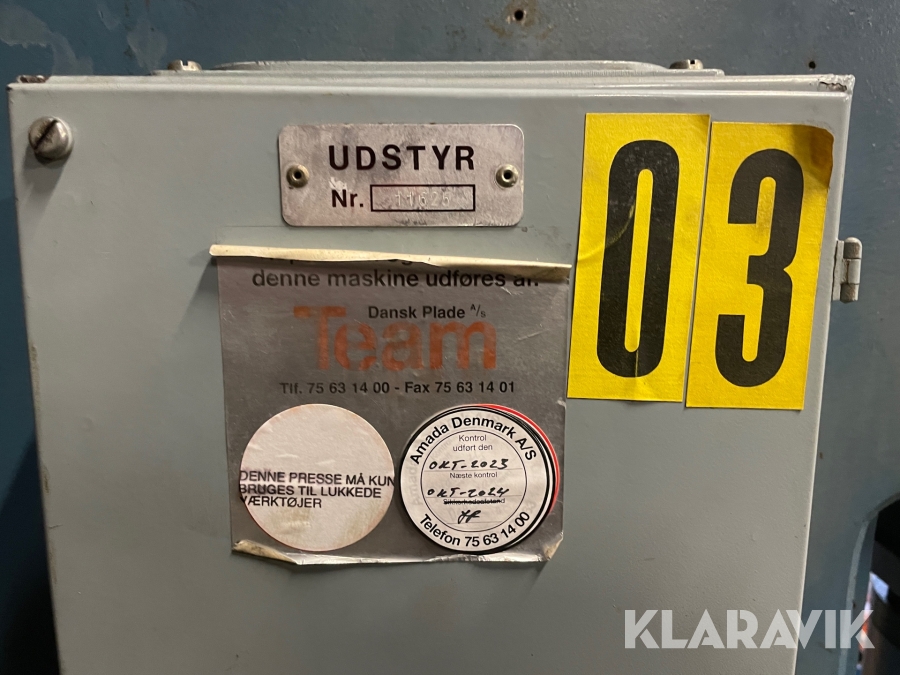 UDSTYR
Nr. 11625
03
denne maskine udføres af:
Dansk Plade A/S
Team
Tlf. 75 63 14 00 - Fax 75 63 14 01
DENNE PRESSE MÅ KUN
BRUGES TIL LUKKEDE
VÆRKTØJER
Amada Denmark A/S
Kontrol
udført den
OKT-2023
Næste kontrol
OKT-2024
Telefon 75 63 14 00
KLARAVIK